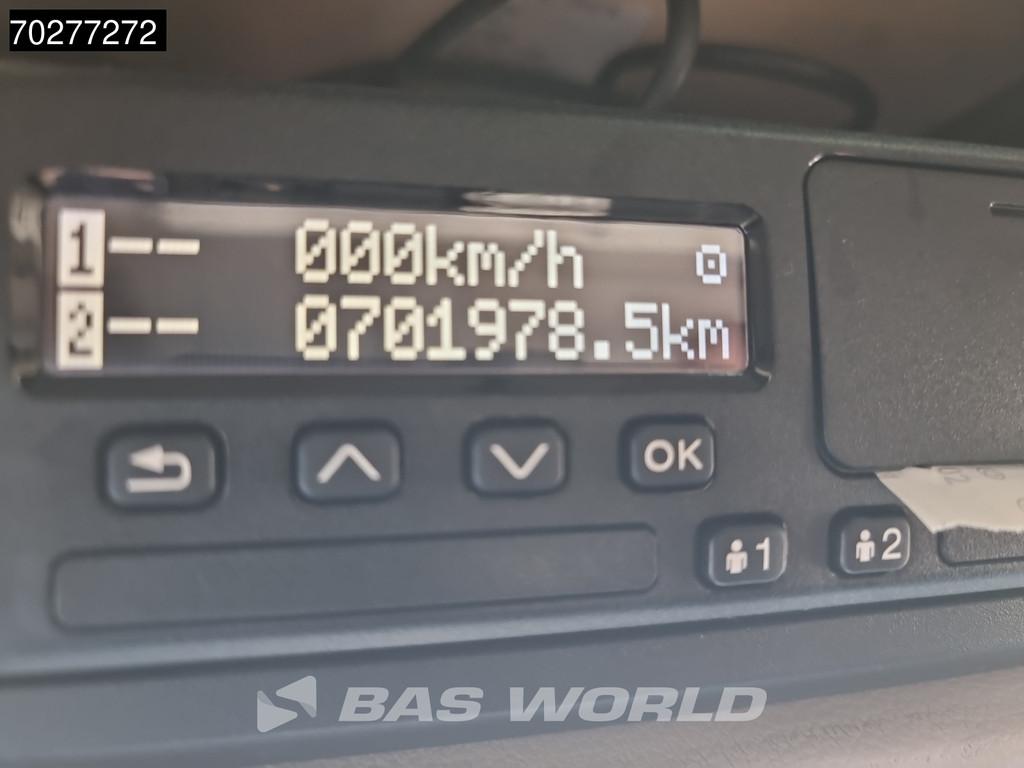 70277272
1 -- 000km/h
2 -- 0701978.5km
OK
1
2
BAS WORLD